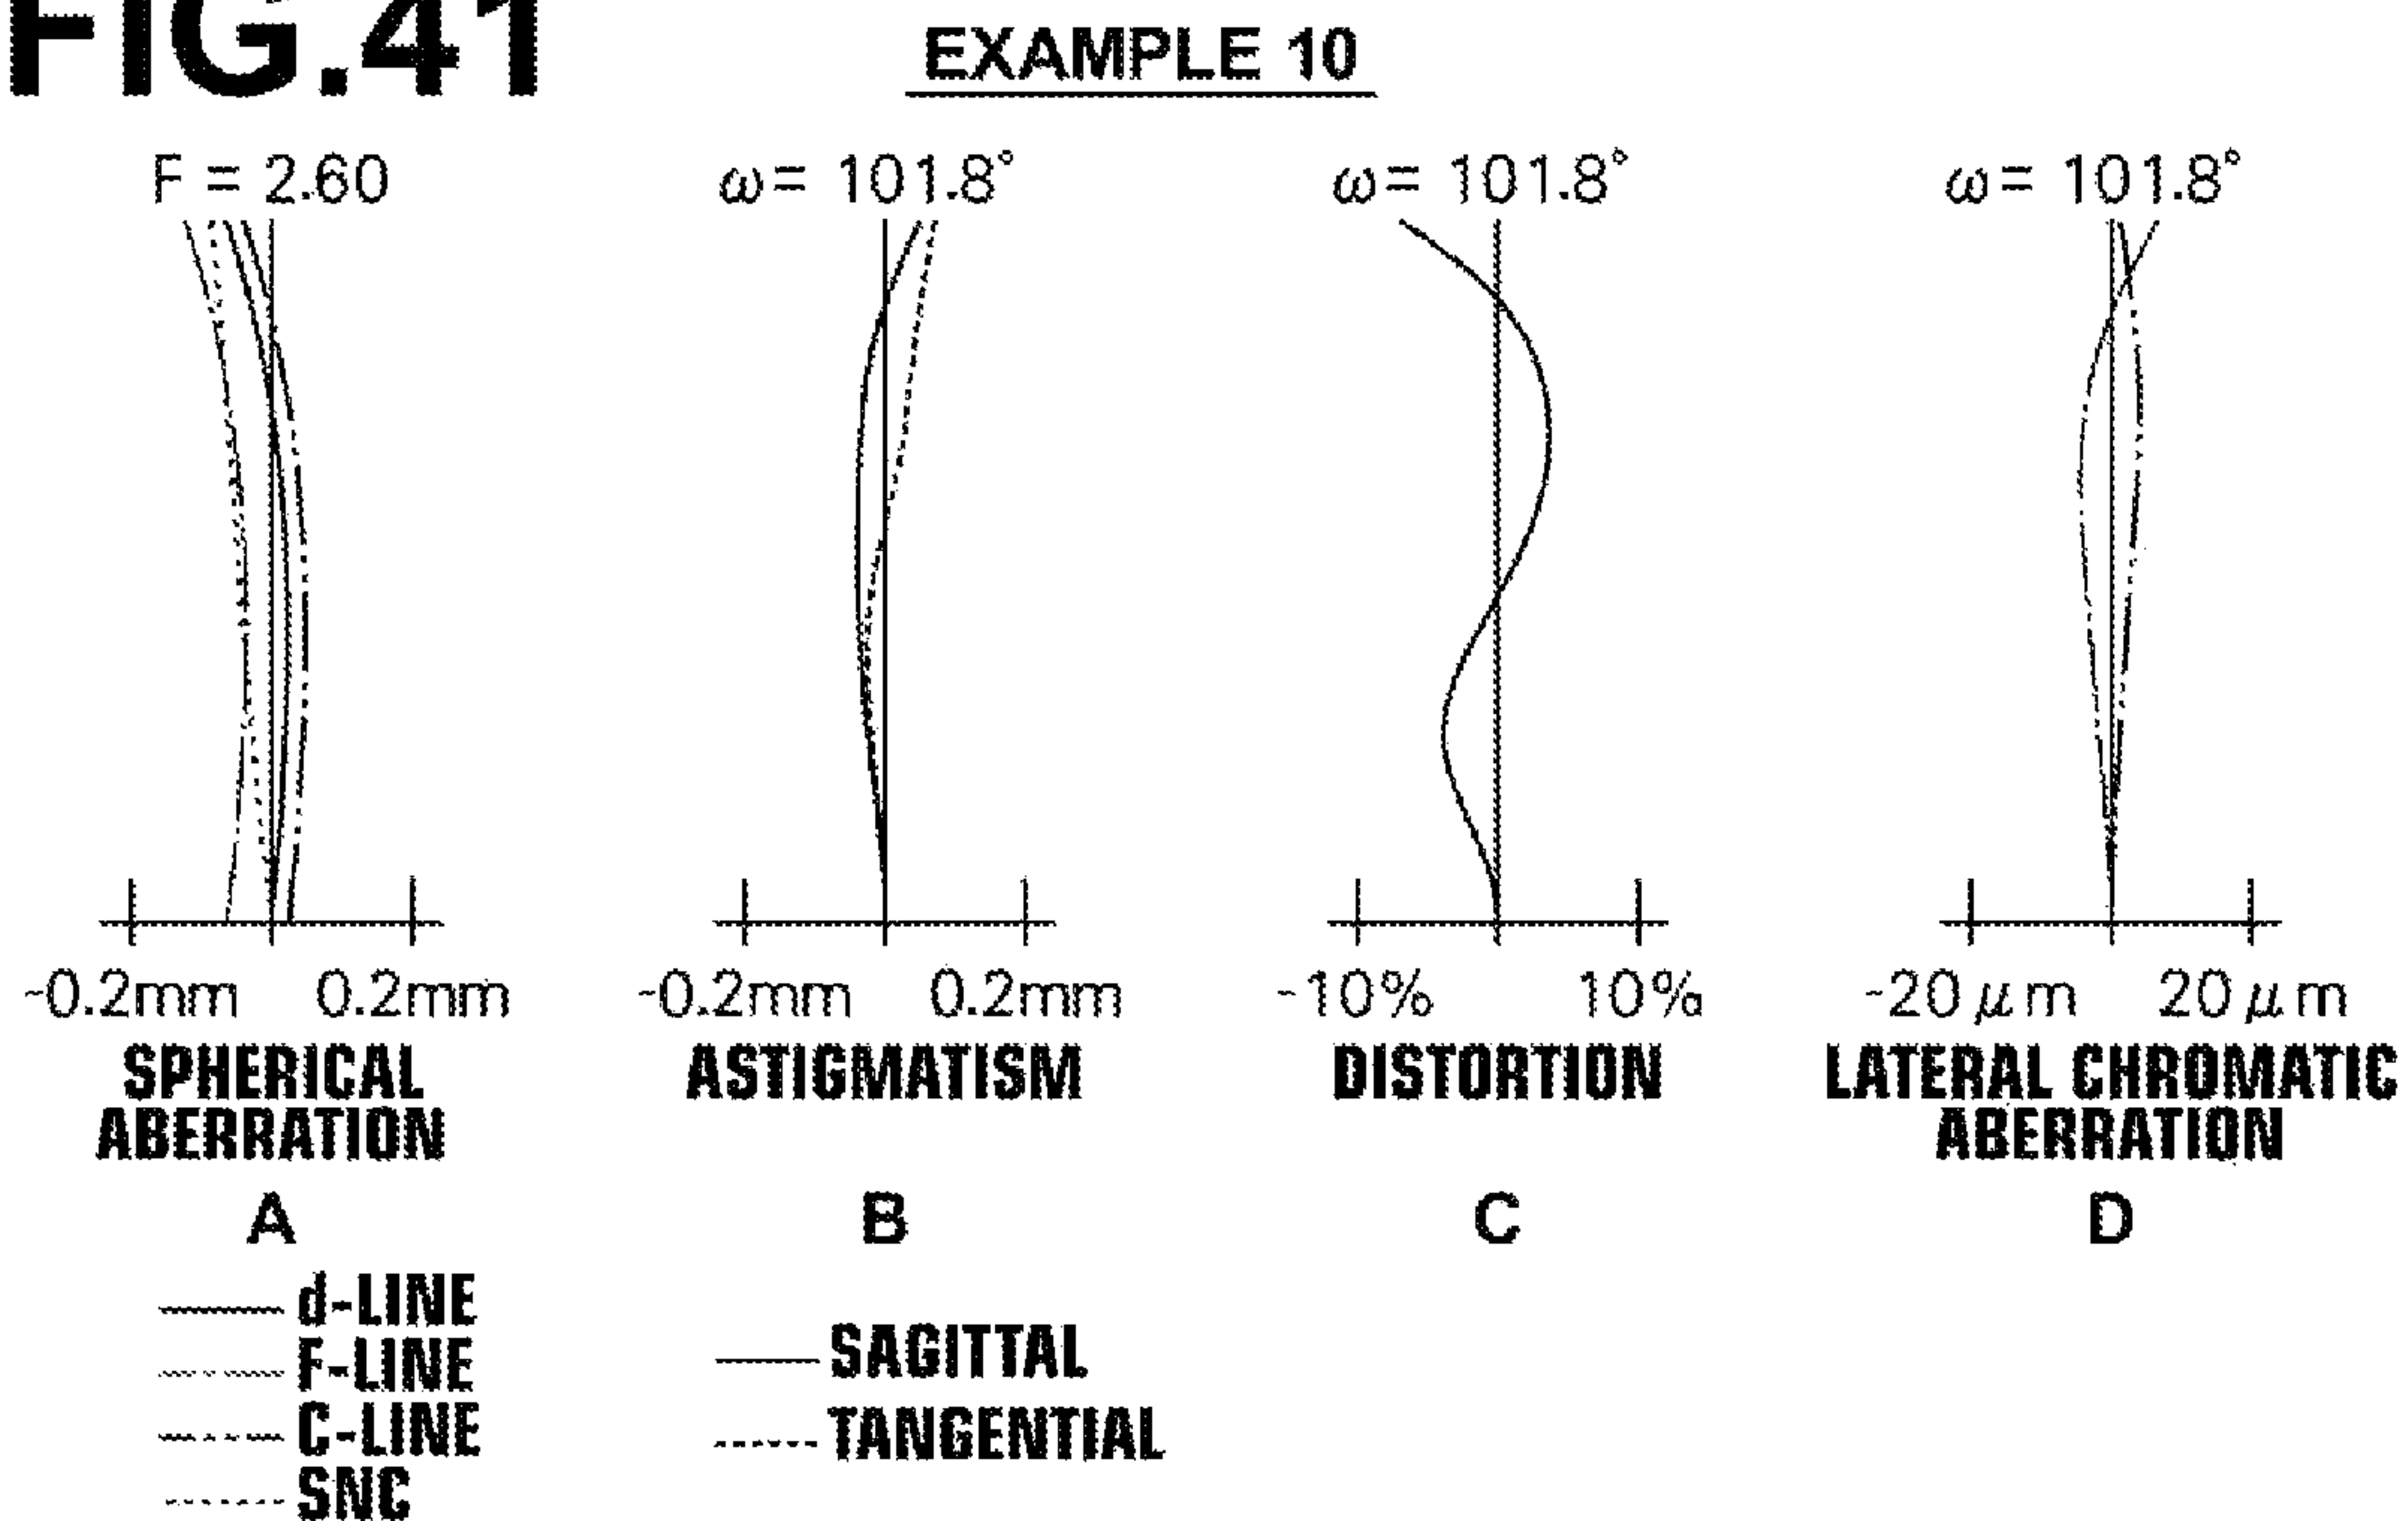 FIG.41
EXAMPLE 10
F = 2.60
ω= 101.8°
ω= 101.8°
ω= 101.8°
-0.2mm 0.2mm
-0.2mm 0.2mm
-10% 10%
-20μm 20μm
SPHERICAL
ABERRATION
ASTIGMATISM
DISTORTION
LATERAL CHROMATIC
ABERRATION
A
B
C
D
d-LINE
F-LINE
C-LINE
SNC
SAGITTAL
TANGENTIAL